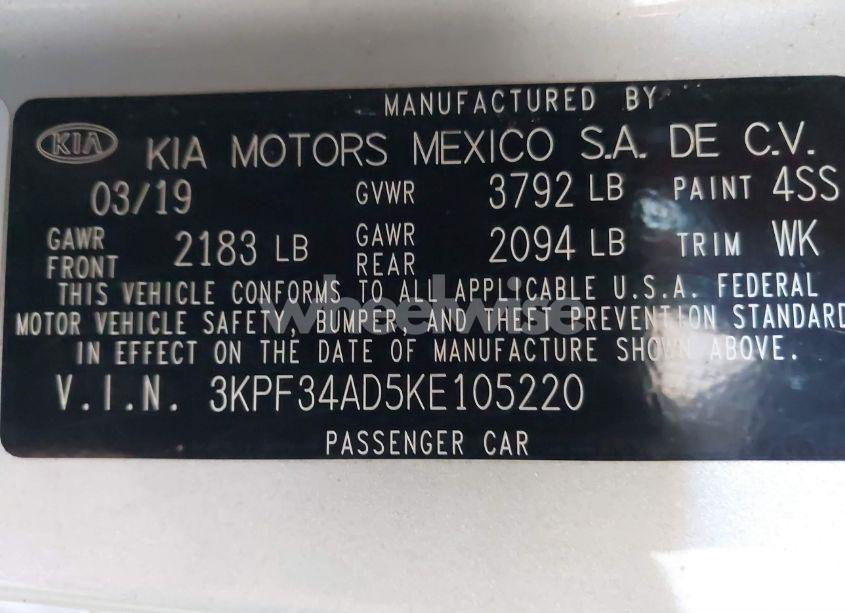 MANUFACTURED BY
KIA KIA MOTORS MEXICO S.A. DE C.V.
03/19 GVWR 3792 LB PAINT 4SS
GAWR FRONT 2183 LB GAWR REAR 2094 LB TRIM WK
THIS VEHICLE CONFORMS TO ALL APPLICABLE U.S.A. FEDERAL
MOTOR VEHICLE SAFETY, BUMPER, AND THEFT PREVENTION STANDARD
IN EFFECT ON THE DATE OF MANUFACTURE SHOWN ABOVE.
wheelwise
V.I.N. 3KPF34AD5KE105220
PASSENGER CAR